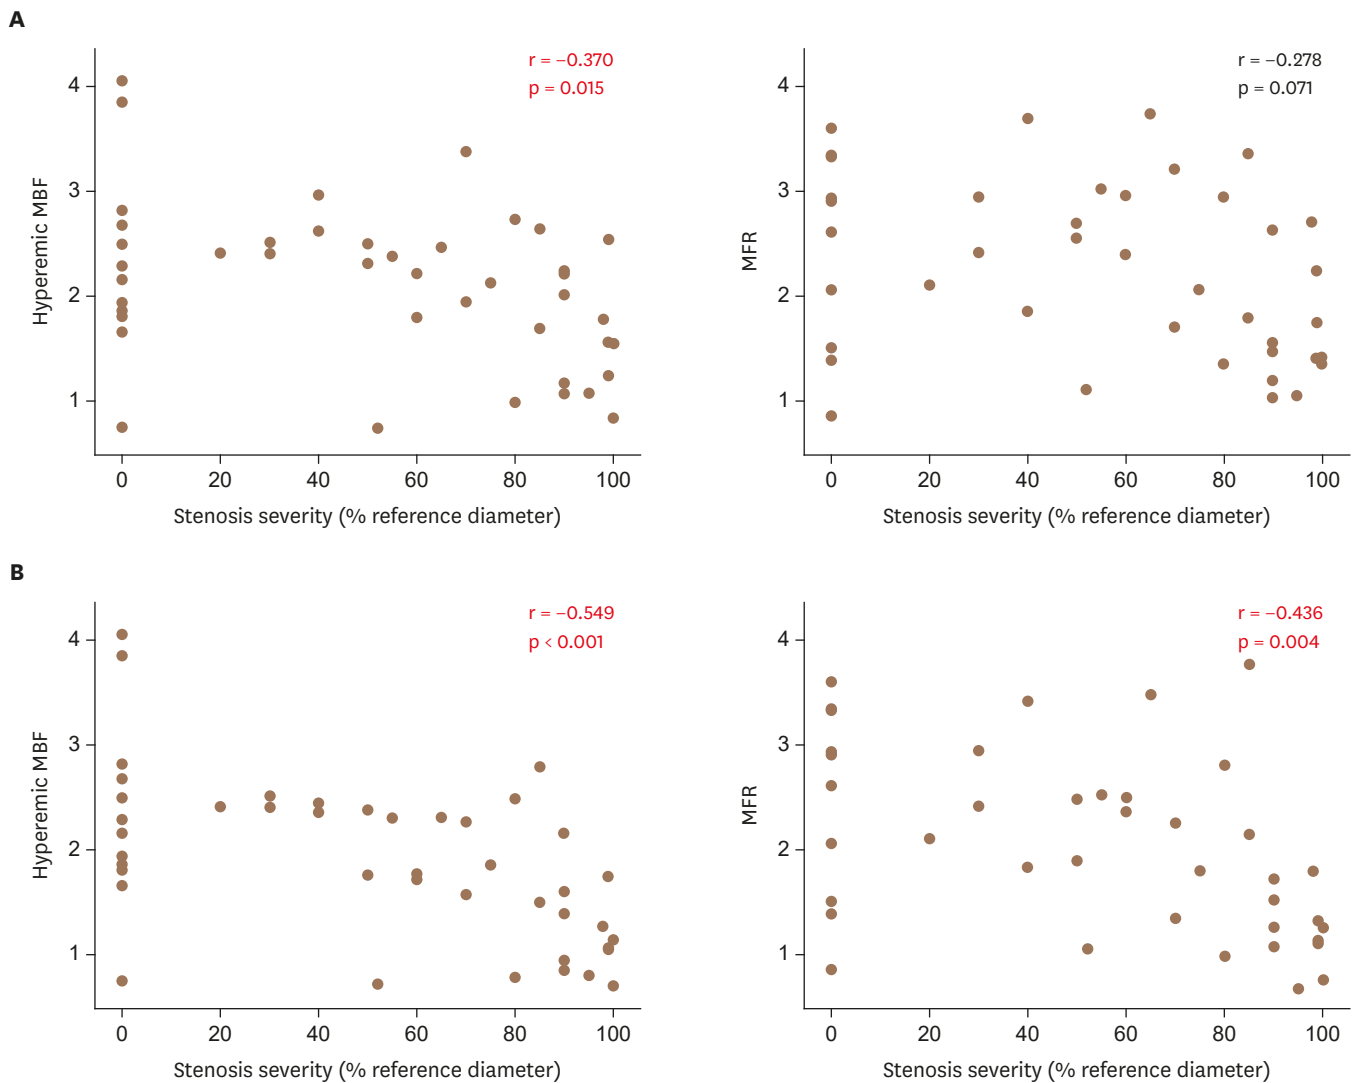 A
r = −0.370
p = 0.015
4
3
2
1
Hyperemic MBF
0 20 40 60 80 100
Stenosis severity (% reference diameter)
r = −0.278
p = 0.071
4
3
2
1
MFR
0 20 40 60 80 100
Stenosis severity (% reference diameter)
B
r = −0.549
p < 0.001
4
3
2
1
Hyperemic MBF
0 20 40 60 80 100
Stenosis severity (% reference diameter)
r = −0.436
p = 0.004
4
3
2
1
MFR
0 20 40 60 80 100
Stenosis severity (% reference diameter)